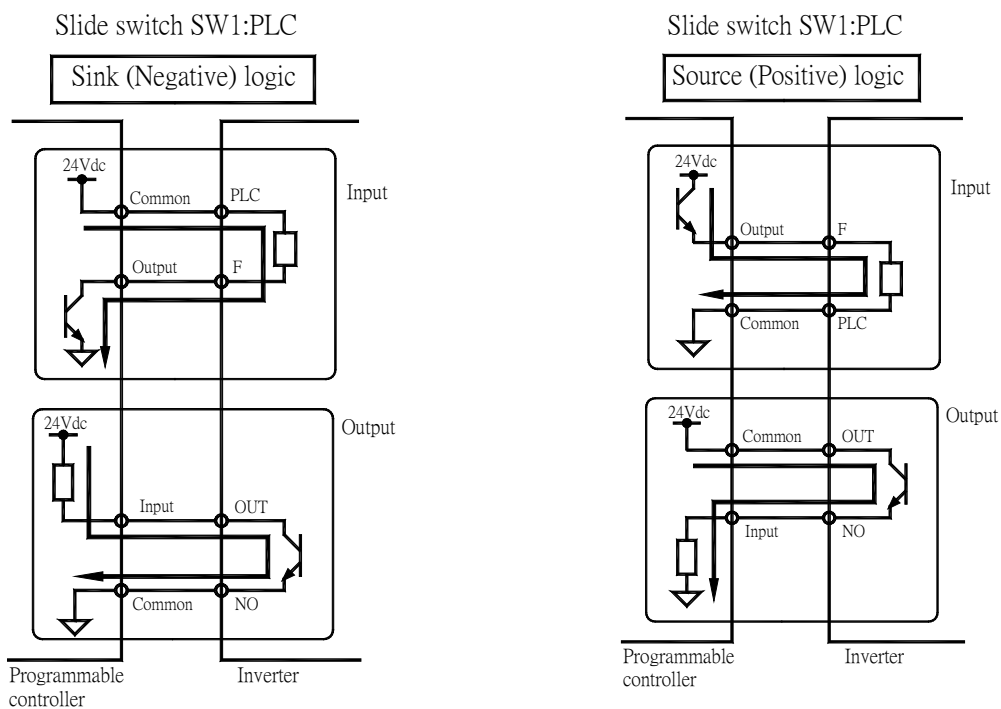 Slide switch SW1:PLC
Sink (Negative) logic
24Vdc
Common
PLC
Input
Output
F
24Vdc
Output
Input
OUT
Common
NO
Programmable
controller
Inverter
Slide switch SW1:PLC
Source (Positive) logic
24Vdc
Input
Output
F
Common
PLC
24Vdc
Output
Common
OUT
Input
NO
Programmable
controller
Inverter